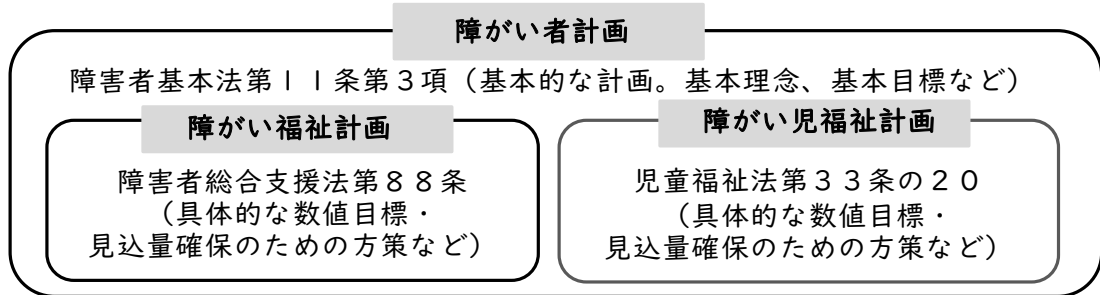 障がい者計画
障害者基本法第11条第3項（基本的な計画。基本理念、基本目標など）
障がい福祉計画
障害者総合支援法第８８条
（具体的な数値目標・
見込量確保のための方策など）
障がい児福祉計画
児童福祉法第３３条の２０
（具体的な数値目標・
見込量確保のための方策など）